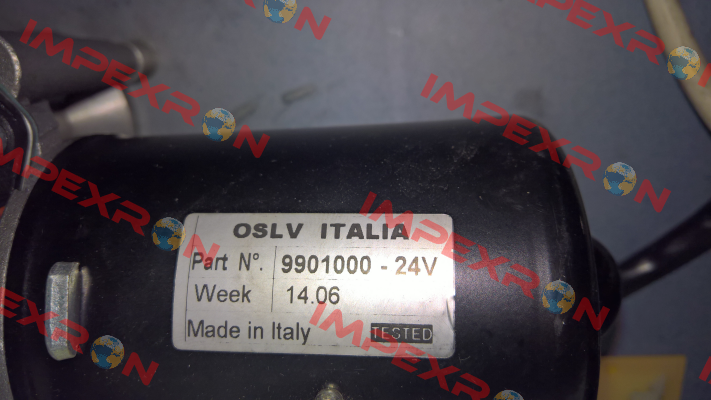 OSLV ITALIA
Part N°. 9901000 - 24V
Week 14.06
Made in Italy TESTED
IMPEXRON
IMPEXRON
IMPEXRON
IMPEXRON
IMPEXRON
IMPEXRON